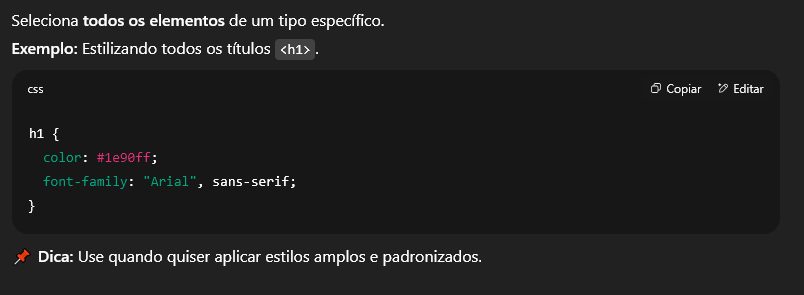 Seleciona todos os elementos de um tipo específico.
Exemplo: Estilizando todos os títulos <h1>.
css
Copiar
Editar
h1 {
  color: #1e90ff;
  font-family: "Arial", sans-serif;
}
📌 Dica: Use quando quiser aplicar estilos amplos e padronizados.